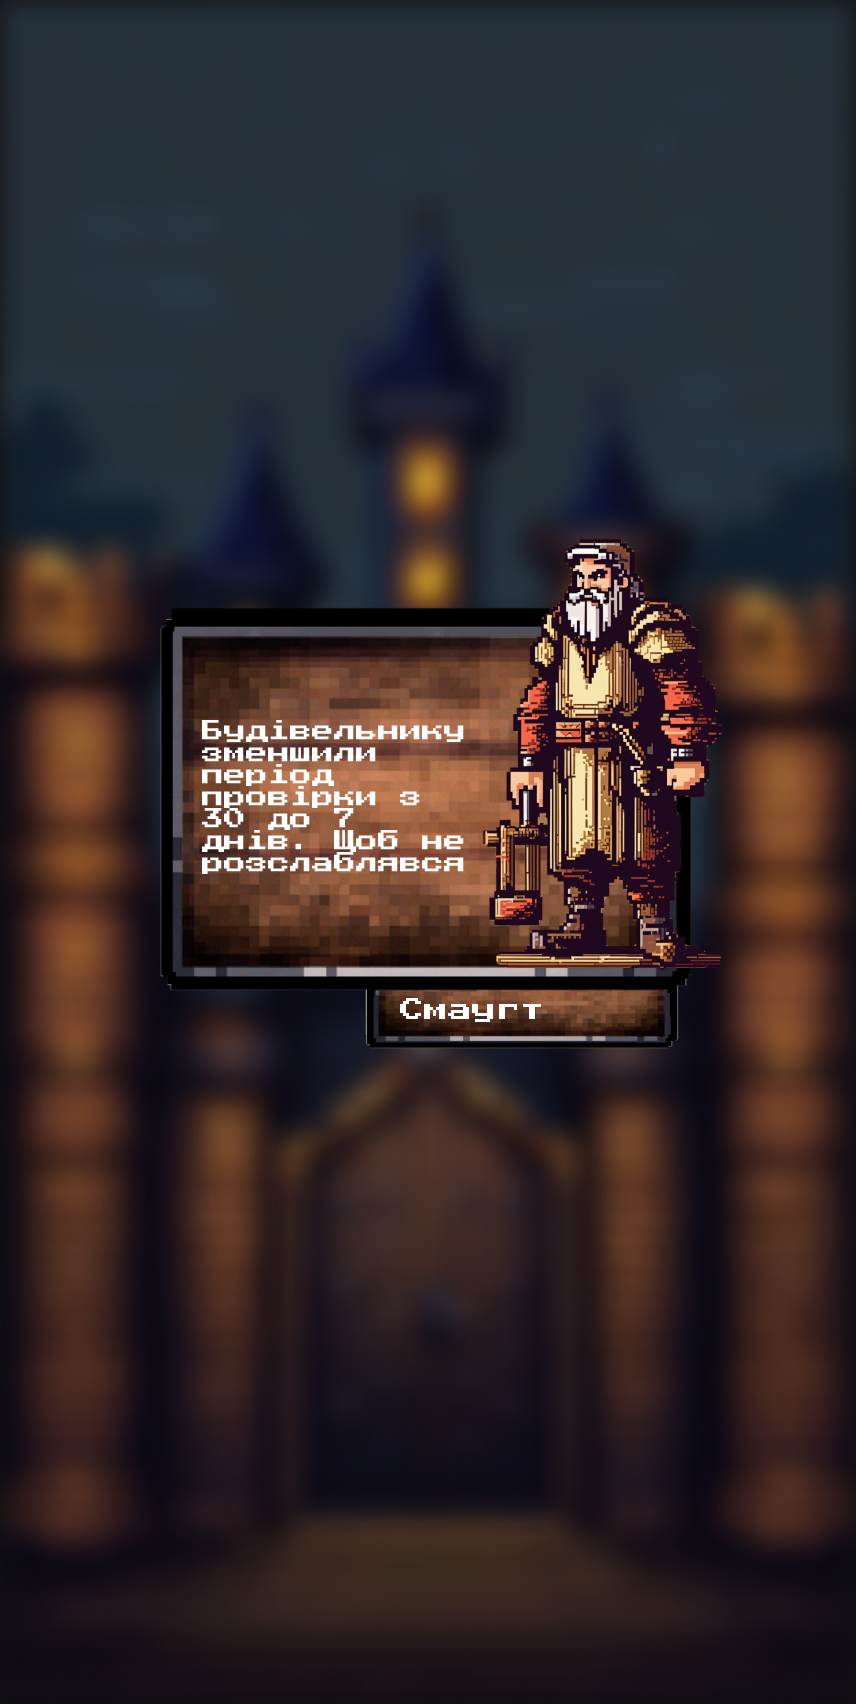 Будівельнику
зменшили
період
провірки з
30 до 7
днів. Щоб не
розслаблявся
Смаугт